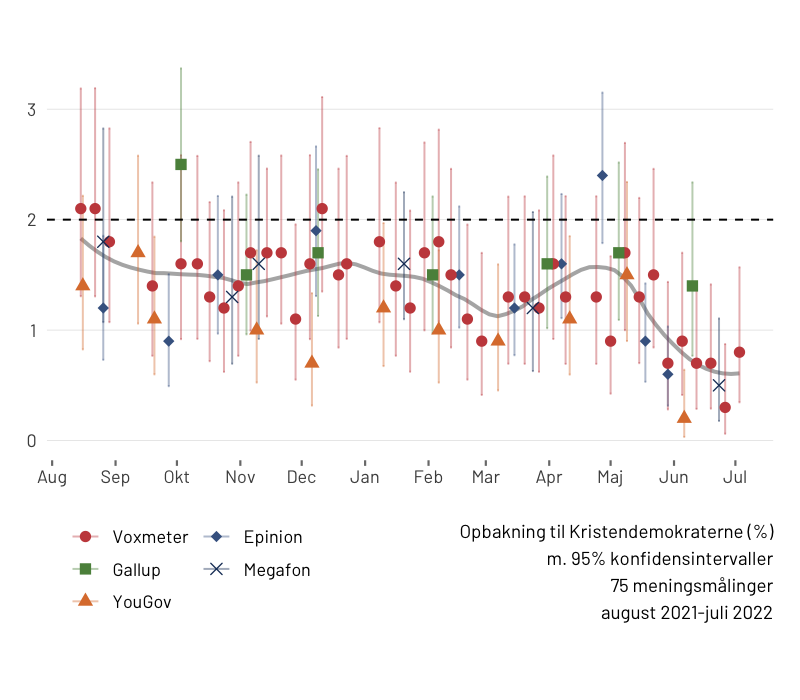 3
2
1
0
Aug Sep Okt Nov Dec Jan Feb Mar Apr Maj Jun Jul
Voxmeter Epinion
Gallup Megafon
YouGov
Opbakning til Kristendemokraterne (%)
m. 95% konfidensintervaller
75 meningsmålinger
august 2021-juli 2022